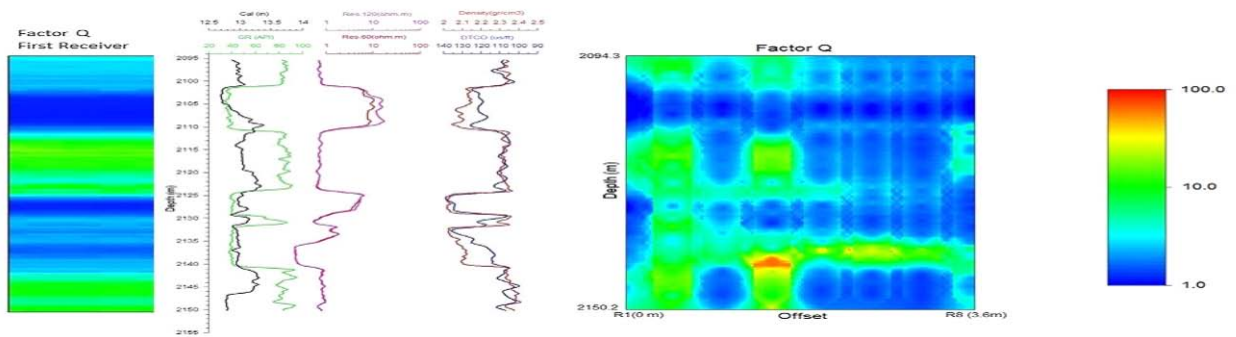 Factor Q
First Receiver
Cal (in)
12.5 13 13.5 14
GR (API)
20 40 60 80 100
Res-120(ohm.m)
1 10 100
Res-60(ohm.m)
1 10 100
Density(gr/cm3)
2 2.1 2.2 2.3 2.4 2.5
DTCO (us/ft)
140 130 120 110 100 90
Depth (m)
2095
2100
2105
2110
2115
2120
2125
2130
2135
2140
2145
2150
2155
Factor Q
2094.3
Depth (m)
2150.2
R1(0 m) Offset R8 (3.6m)
100.0
10.0
1.0